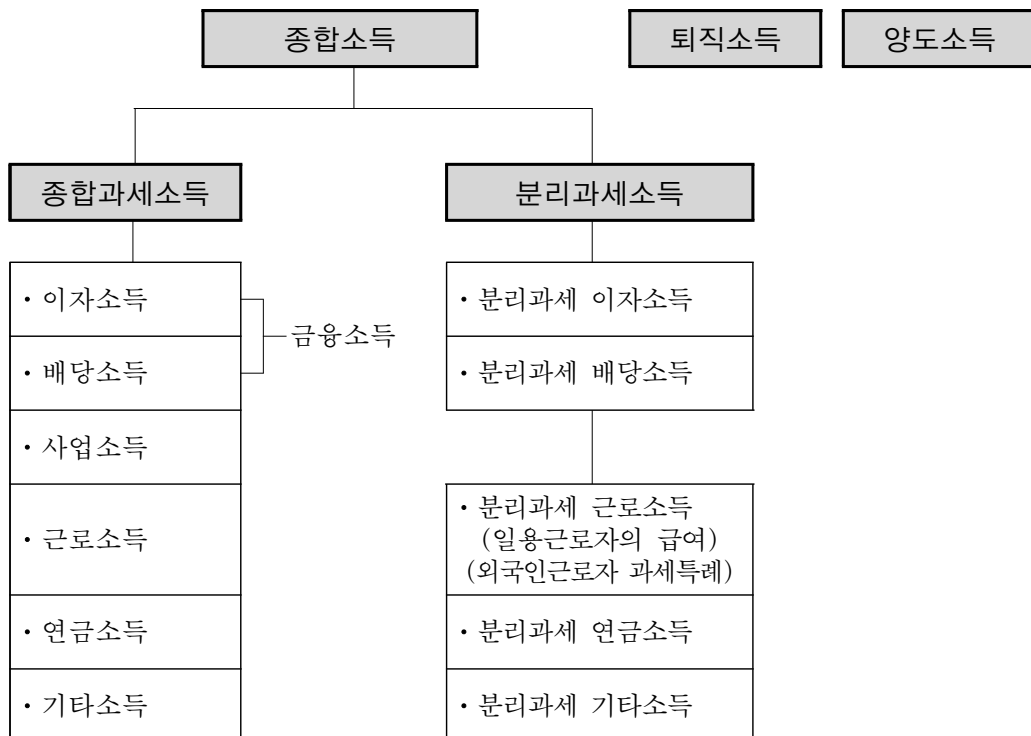 종합소득
퇴직소득
양도소득
종합과세소득
분리과세소득
・이자소득
・배당소득
금융소득
・사업소득
・근로소득
・연금소득
・기타소득
・분리과세 이자소득
・분리과세 배당소득
・분리과세 근로소득
(일용근로자의 급여)
(외국인근로자 과세특례)
・분리과세 연금소득
・분리과세 기타소득